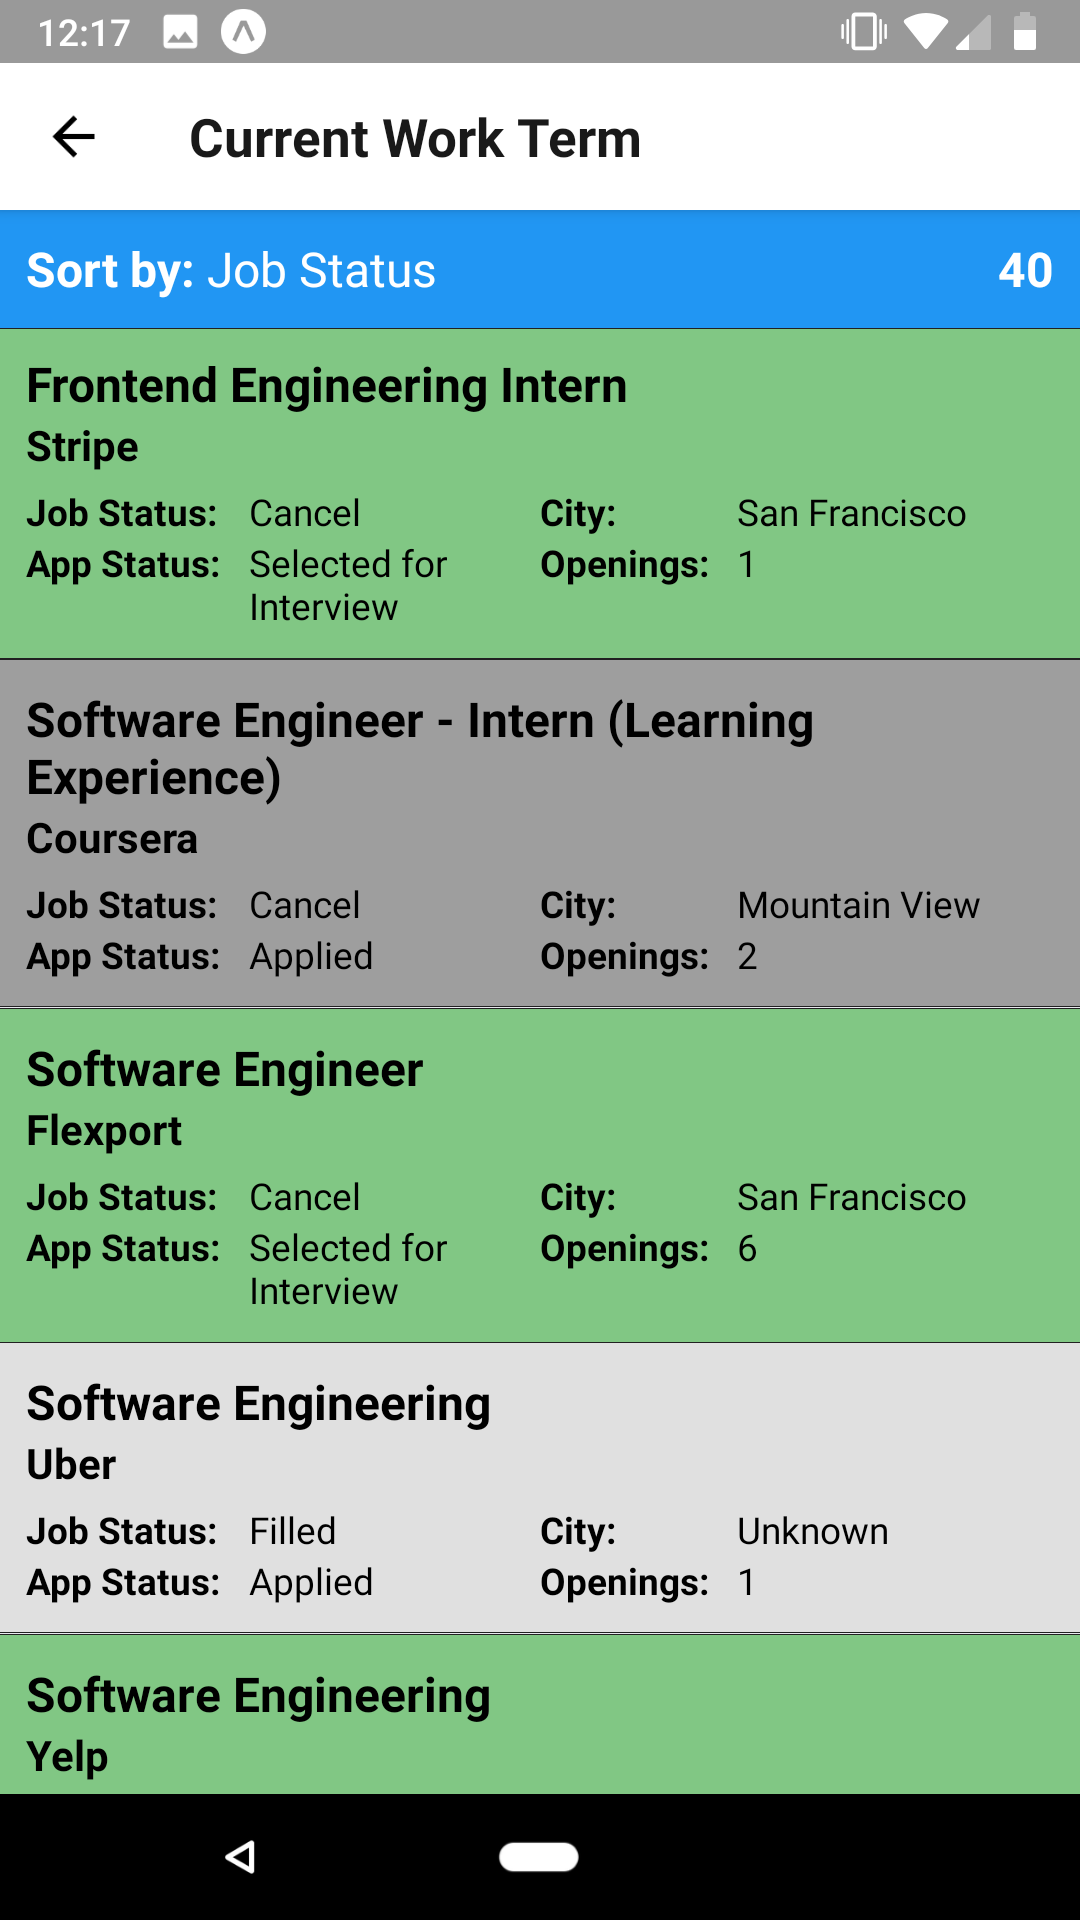 12:17
Current Work Term
Sort by: Job Status 40
Frontend Engineering Intern
Stripe
Job Status: Cancel City: San Francisco
App Status: Selected for Openings: 1
Interview
Software Engineer - Intern (Learning
Experience)
Coursera
Job Status: Cancel City: Mountain View
App Status: Applied Openings: 2
Software Engineer
Flexport
Job Status: Cancel City: San Francisco
App Status: Selected for Openings: 6
Interview
Software Engineering
Uber
Job Status: Filled City: Unknown
App Status: Applied Openings: 1
Software Engineering
Yelp